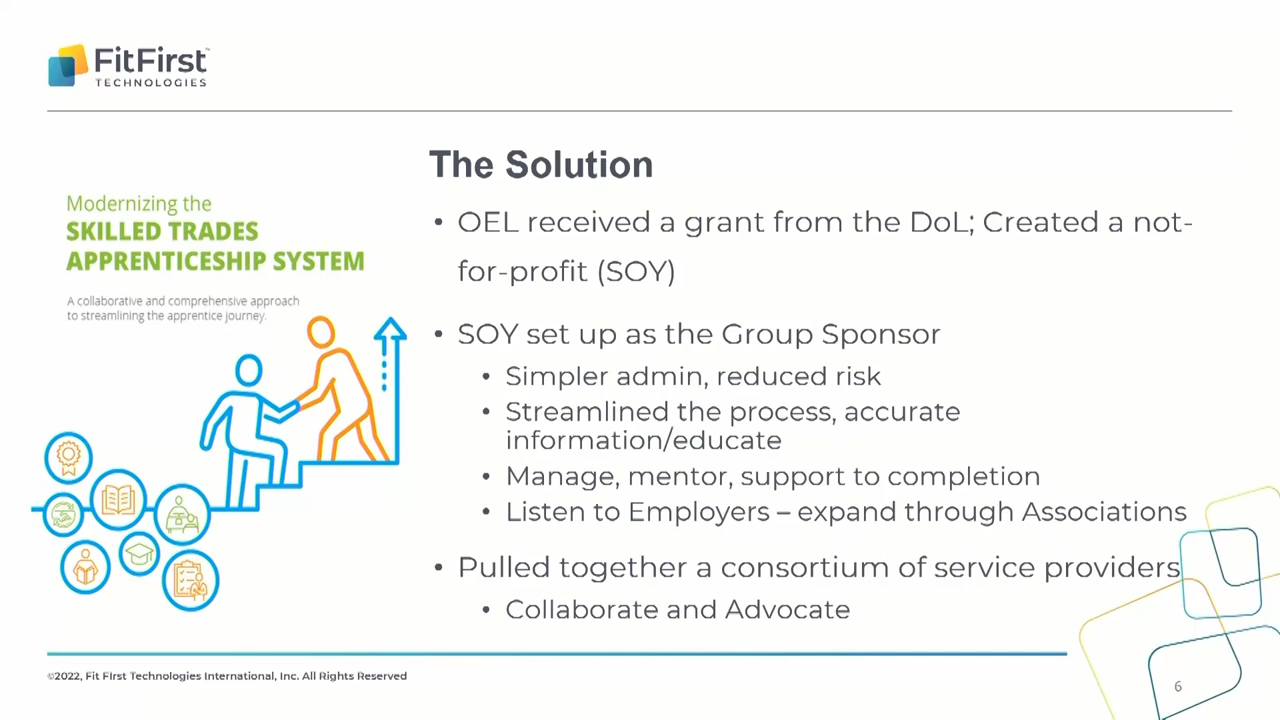 FitFirst™
TECHNOLOGIES
The Solution
Modernizing the
SKILLED TRADES
APPRENTICESHIP SYSTEM
A collaborative and comprehensive approach
to streamlining the apprentice journey.
• OEL received a grant from the DoL; Created a not-
for-profit (SOY)
• SOY set up as the Group Sponsor
• Simpler admin, reduced risk
• Streamlined the process, accurate
information/educate
• Manage, mentor, support to completion
• Listen to Employers – expand through Associations
• Pulled together a consortium of service providers
• Collaborate and Advocate
©2022, Fit FIrst Technologies International, Inc. All Rights Reserved
6